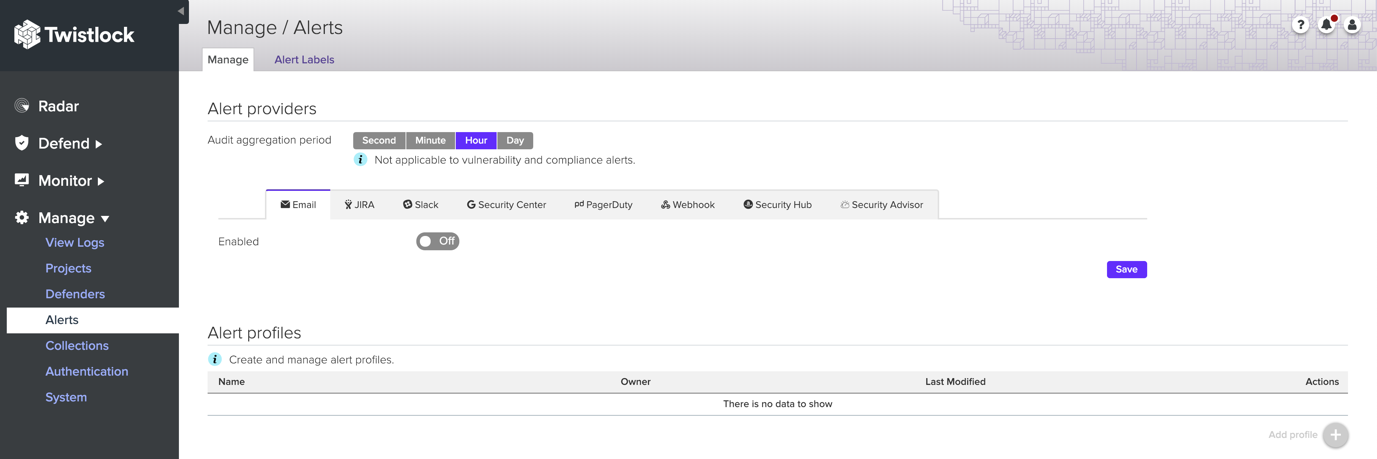 Twistlock
Manage / Alerts
?
Manage
Alert Labels
Radar
Defend
Monitor
Manage
View Logs
Projects
Defenders
Alerts
Collections
Authentication
System
Alert providers
Audit aggregation period
Second Minute Hour Day
i Not applicable to vulnerability and compliance alerts.
Email JIRA Slack G Security Center pd PagerDuty Webhook Security Hub Security Advisor
Enabled
Off
Save
Alert profiles
i Create and manage alert profiles.
Name Owner Last Modified Actions
There is no data to show
Add profile +